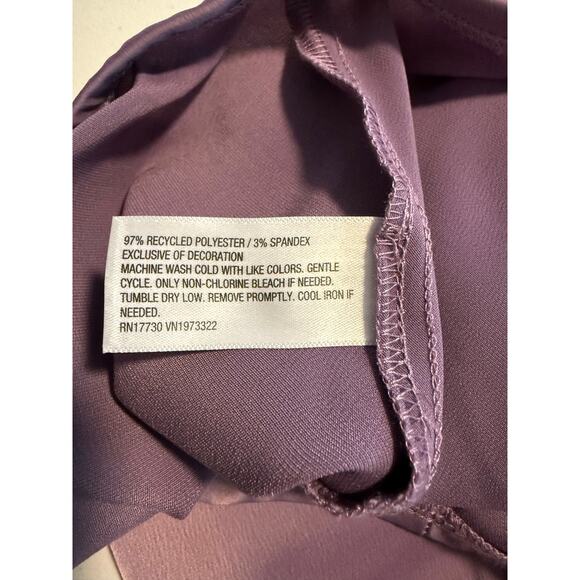 97% RECYCLED POLYESTER / 3% SPANDEX
EXCLUSIVE OF DECORATION
MACHINE WASH COLD WITH LIKE COLORS. GENTLE
CYCLE. ONLY NON-CHLORINE BLEACH IF NEEDED.
TUMBLE DRY LOW. REMOVE PROMPTLY. COOL IRON IF
NEEDED.
RN17730 VN1973322